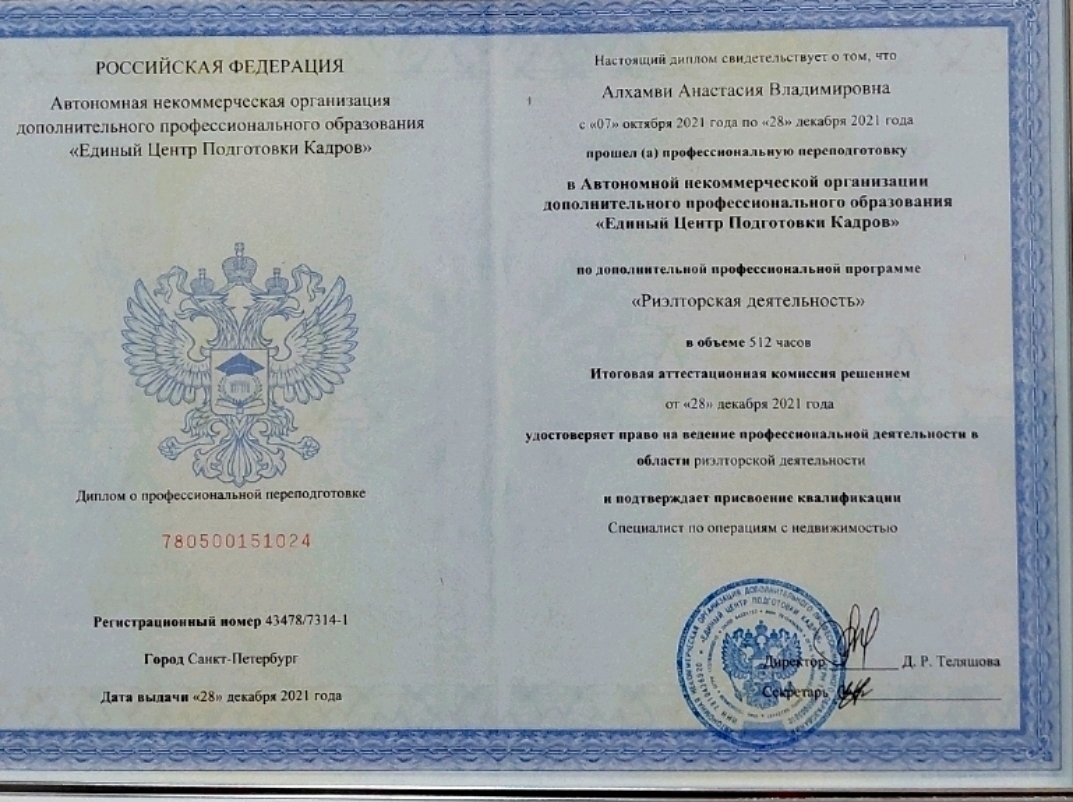 РОССИЙСКАЯ ФЕДЕРАЦИЯ
Автономная некоммерческая организация
дополнительного профессионального образования
«Единый Центр Подготовки Кадров»
Диплом о профессиональной переподготовке
780500151024
Регистрационный номер 43478/7314-1
Город Санкт-Петербург
Дата выдачи «28» декабря 2021 года
Настоящий диплом свидетельствует о том, что
Алхамви Анастасия Владимировна
с «07» октября 2021 года по «28» декабря 2021 года
прошел (а) профессиональную переподготовку
в Автономной некоммерческой организации
дополнительного профессионального образования
«Единый Центр Подготовки Кадров»
по дополнительной профессиональной программе
«Риэлторская деятельность»
в объеме 512 часов
Итоговая аттестационная комиссия решением
от «28» декабря 2021 года
удостоверяет право на ведение профессиональной деятельности в
области риэлторской деятельности
и подтверждает присвоение квалификации
Специалист по операциям с недвижимостью
Директор Д. Р. Теляшова
Секретарь